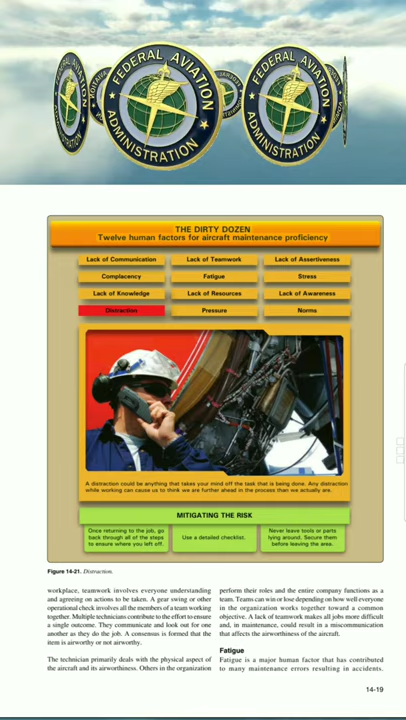 FEDERAL AVIATION
ADMINISTRATION
FEDERAL AVIATION
ADMINISTRATION
THE DIRTY DOZEN
Twelve human factors for aircraft maintenance proficiency
Lack of Communication
Lack of Teamwork
Lack of Assertiveness
Complacency
Fatigue
Stress
Lack of Knowledge
Lack of Resources
Lack of Awareness
Distraction
Pressure
Norms
A distraction could be anything that takes your mind off the task that is being done. Any distraction
while working can cause us to think we are further ahead in the process than we actually are.
MITIGATING THE RISK
Once returning to the job, go
back through all of the steps
to ensure where you left off.
Use a detailed checklist.
Never leave tools or parts
lying around. Secure them
before leaving the area.
Figure 14-21. Distraction.
workplace, teamwork involves everyone understanding
and agreeing on actions to be taken. A gear swing or other
operational check involves all the members of a team working
together. Multiple technicians contribute to the effort to ensure
a single outcome. They communicate and look out for one
another as they do the job. A consensus is formed that the
item is airworthy or not airworthy.
The technician primarily deals with the physical aspect of
the aircraft and its airworthiness. Others in the organization
perform their roles and the entire company functions as a
team. Teams can win or lose depending on how well everyone
in the organization works together toward a common
objective. A lack of teamwork makes all jobs more difficult
and, in maintenance, could result in a miscommunication
that affects the airworthiness of the aircraft.
Fatigue
Fatigue is a major human factor that has contributed
to many maintenance errors resulting in accidents.
14-19